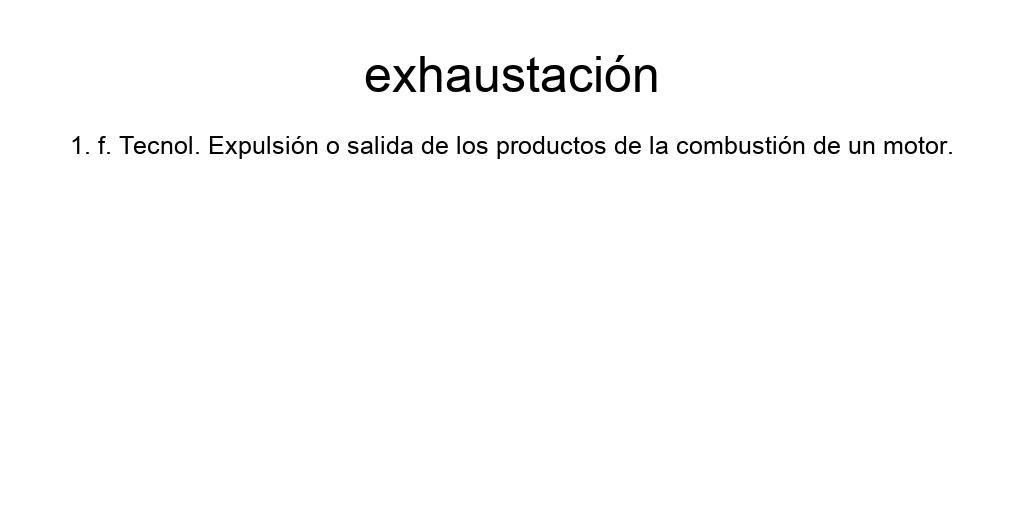 exhaustación
1. f. Tecnol. Expulsión o salida de los productos de la combustión de un motor.